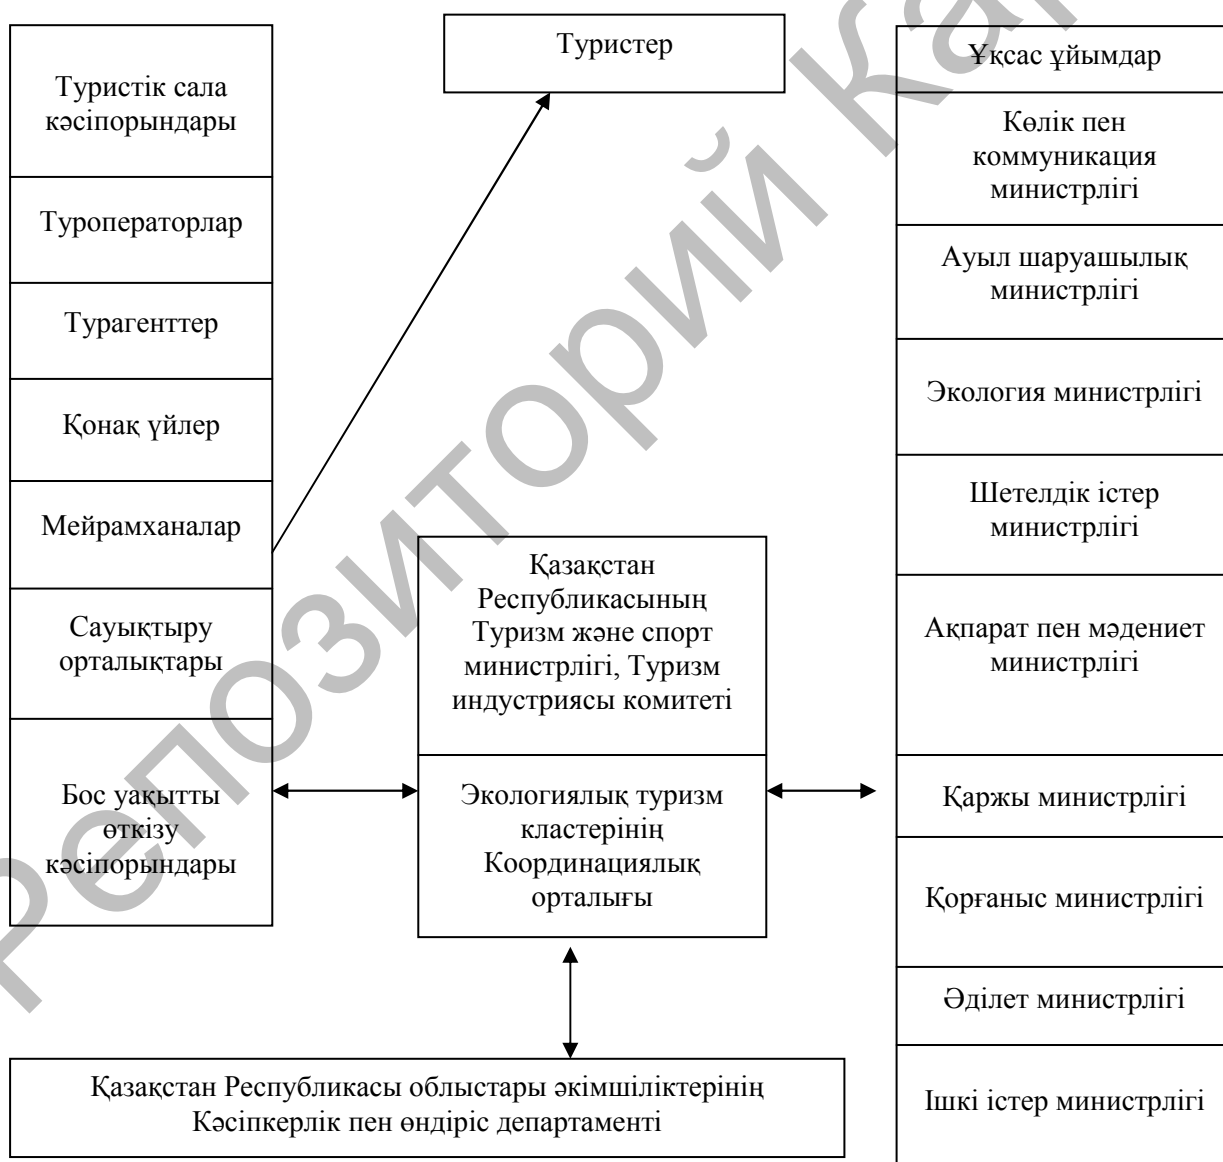 Туристер
Туристік сала
кәсіпорындары
Туроператорлар
Турагенттер
Қонақ үйлер
Мейрамханалар
Сауықтыру
орталықтары
Бос уақытты
өткізу
кәсіпорындары
Қазақстан
Республикасының
Туризм және спорт
министрлігі, Туризм
индустриясы комитеті
Экологиялық туризм
кластерінің
Координациялық
орталығы
Қазақстан Республикасы облыстары әкімшіліктерінің
Кәсіпкерлік пен өндіріс департаменті
Ұқсас ұйымдар
Көлік пен
коммуникация
министрлігі
Ауыл шаруашылық
министрлігі
Экология министрлігі
Шетелдік істер
министрлігі
Ақпарат пен мәдениет
министрлігі
Қаржы министрлігі
Қорғаныс министрлігі
Әділет министрлігі
Ішкі істер министрлігі
Репозиторий